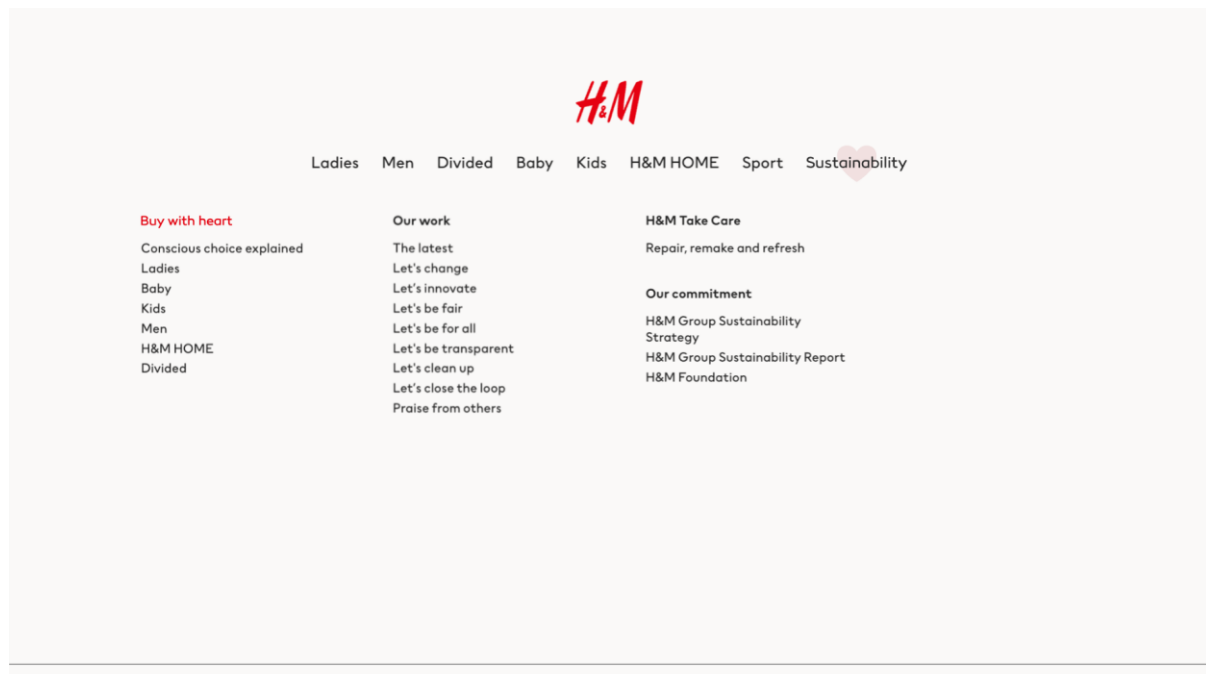 H&M
Ladies Men Divided Baby Kids H&M HOME Sport Sustainability
Buy with heart
Conscious choice explained
Ladies
Baby
Kids
Men
H&M HOME
Divided
Our work
The latest
Let's change
Let's innovate
Let's be fair
Let's be for all
Let's be transparent
Let's clean up
Let's close the loop
Praise from others
H&M Take Care
Repair, remake and refresh
Our commitment
H&M Group Sustainability
Strategy
H&M Group Sustainability Report
H&M Foundation